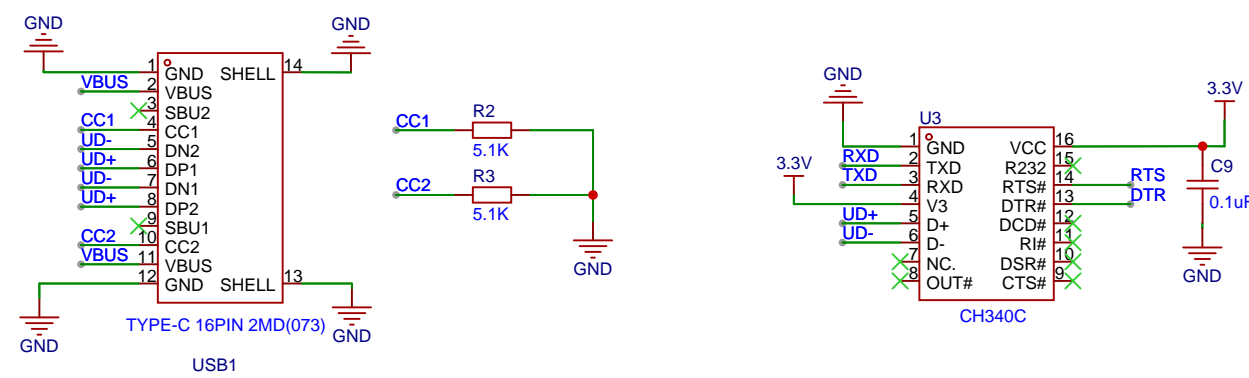 GND
GND
1 GND SHELL 14
VBUS 2 VBUS
3 SBU2
CC1 4 CC1
UD- 5 DN2
UD+ 6 DP1
UD- 7 DN1
UD+ 8 DP2
9 SBU1
CC2 10 CC2
VBUS 11 VBUS
12 GND SHELL 13
GND
GND
TYPE-C 16PIN 2MD(073)
USB1
CC1
R2
5.1K
CC2
R3
5.1K
GND
GND
3.3V
U3
1 GND VCC 16
RXD 2 TXD R232 15
TXD 3 RXD RTS# 14 RTS
3.3V
4 V3 DTR# 13 DTR
UD+ 5 D+ DCD# 12
UD- 6 D- RI# 11
7 NC. DSR# 10
8 OUT# CTS# 9
CH340C
C9
0.1uF
GND